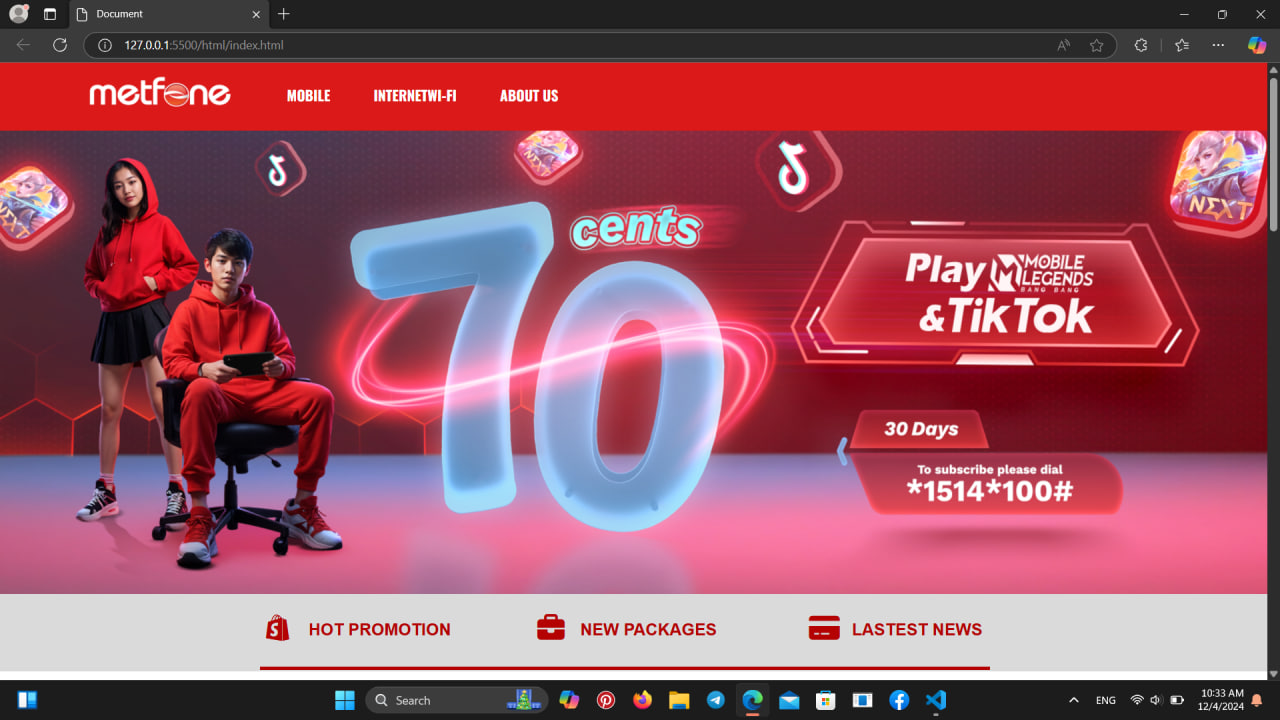 Document
127.0.0.1:5500/html/index.html
metfone
MOBILE
INTERNETWI-FI
ABOUT US
NEXT
NEXT
NEXT
70
cents
Play MOBILE LEGENDS
BANG BANG
&TikTok
30 Days
To subscribe please dial
*1514*100#
HOT PROMOTION
NEW PACKAGES
LASTEST NEWS
Search
ENG
10:33 AM
12/4/2024